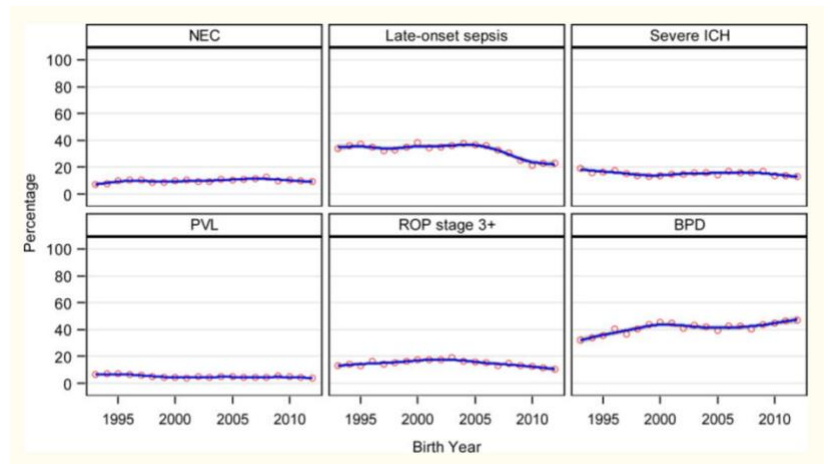 NEC
Late-onset sepsis
Severe ICH
100
80
60
40
20
0
PVL
ROP stage 3+
BPD
100
80
60
40
20
0
Percentage
1995 2000 2005 2010
1995 2000 2005 2010
1995 2000 2005 2010
Birth Year